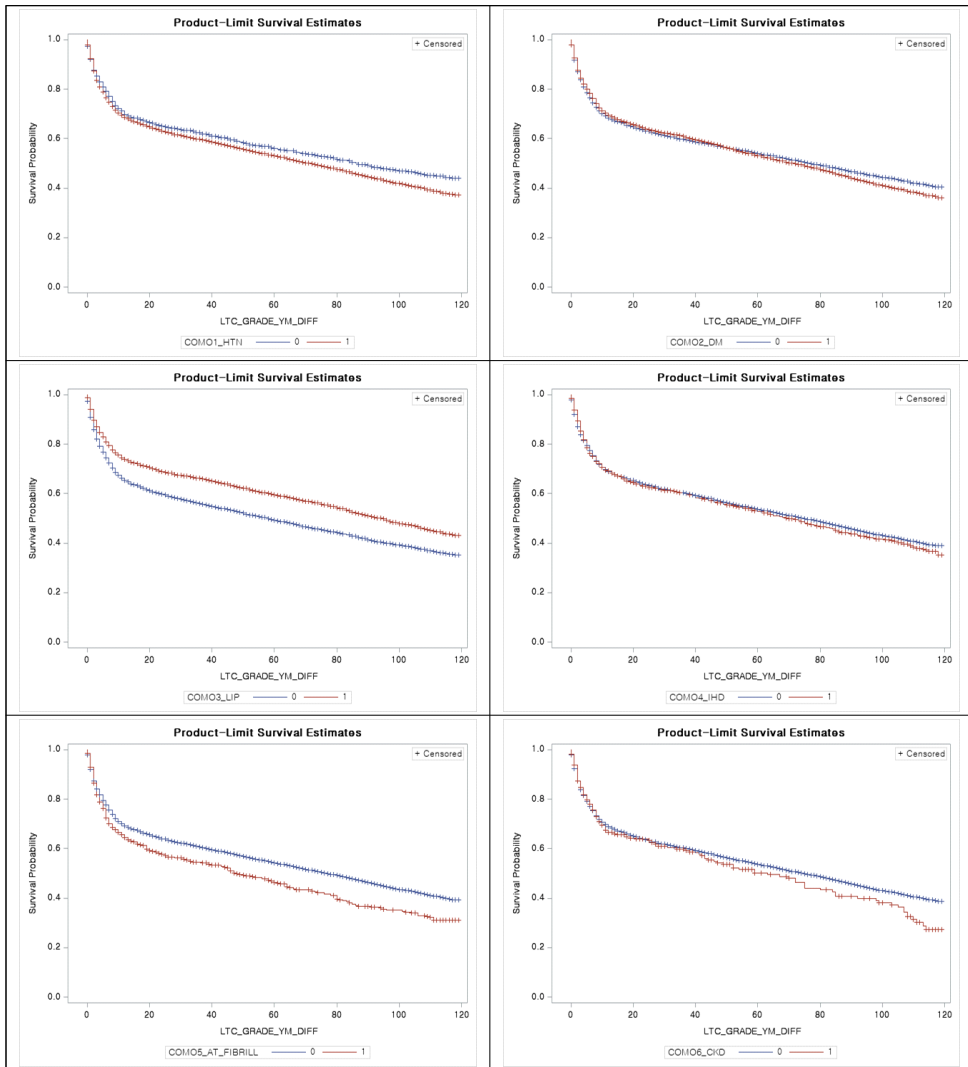 Product-Limit Survival Estimates
+ Censored
Survival Probability
1.0
0.8
0.6
0.4
0.2
0.0
0 20 40 60 80 100 120
LTC_GRADE_YM_DIFF
COMO1_HTN 0 1
Product-Limit Survival Estimates
+ Censored
Survival Probability
1.0
0.8
0.6
0.4
0.2
0.0
0 20 40 60 80 100 120
LTC_GRADE_YM_DIFF
COMO2_DM 0 1
Product-Limit Survival Estimates
+ Censored
Survival Probability
1.0
0.8
0.6
0.4
0.2
0.0
0 20 40 60 80 100 120
LTC_GRADE_YM_DIFF
COMO3_LIP 0 1
Product-Limit Survival Estimates
+ Censored
Survival Probability
1.0
0.8
0.6
0.4
0.2
0.0
0 20 40 60 80 100 120
LTC_GRADE_YM_DIFF
COMO4_IHD 0 1
Product-Limit Survival Estimates
+ Censored
Survival Probability
1.0
0.8
0.6
0.4
0.2
0.0
0 20 40 60 80 100 120
LTC_GRADE_YM_DIFF
COMO5_AT_FIBRILL 0 1
Product-Limit Survival Estimates
+ Censored
Survival Probability
1.0
0.8
0.6
0.4
0.2
0.0
0 20 40 60 80 100 120
LTC_GRADE_YM_DIFF
COMO6_CKD 0 1